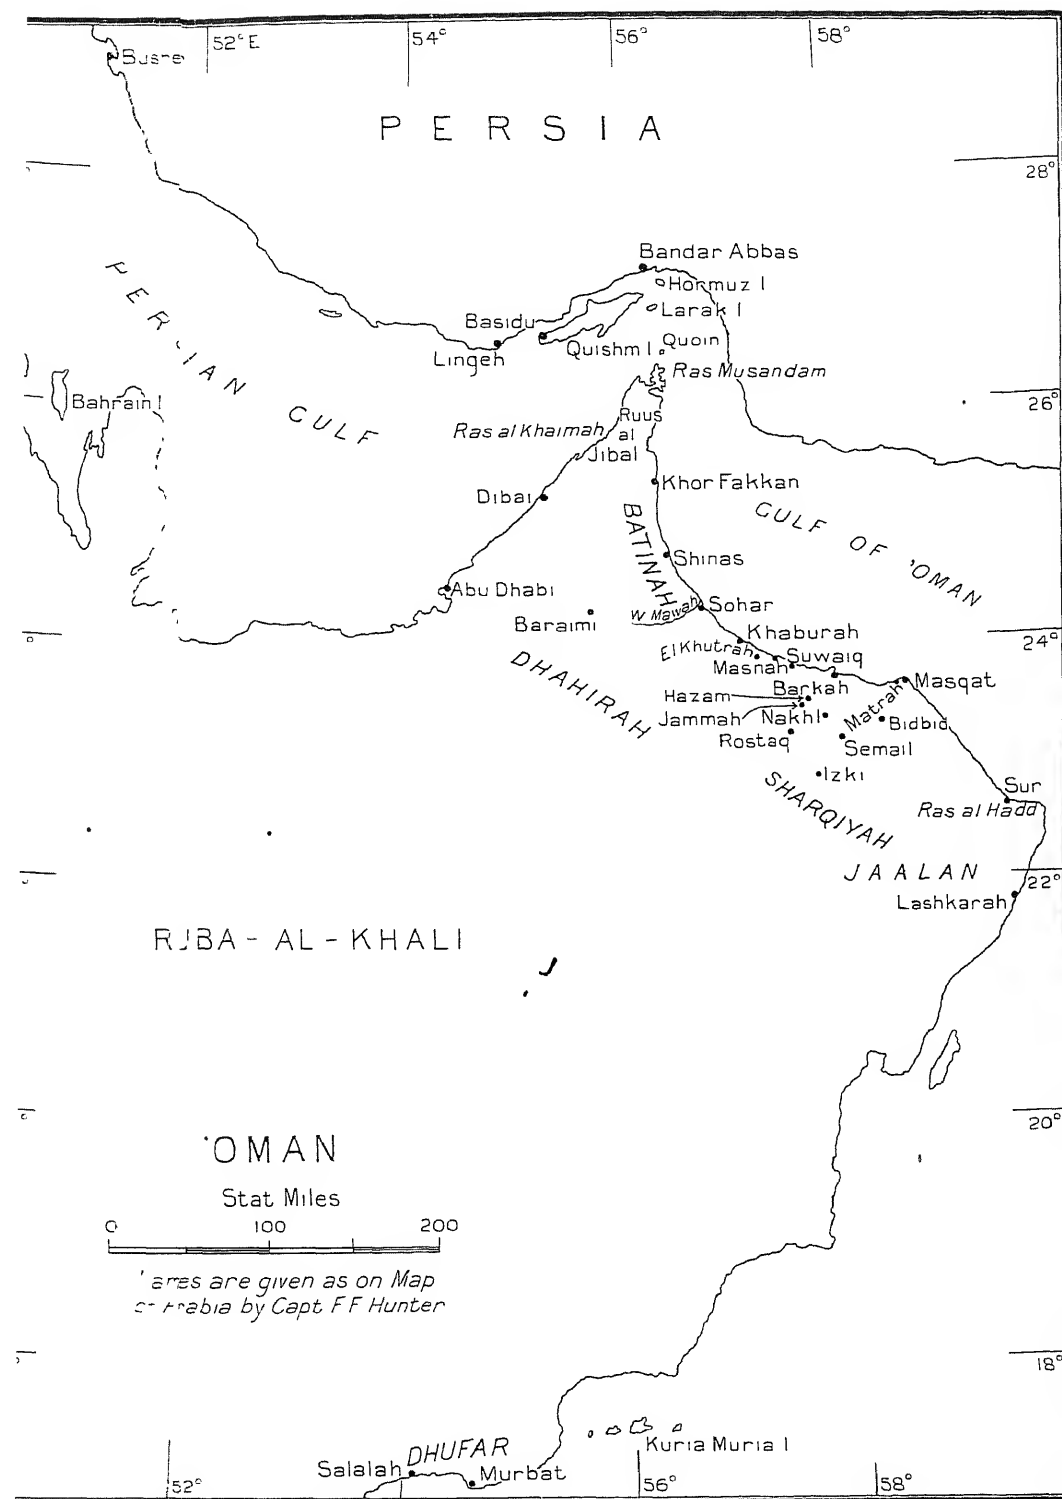 52° E
54°
56°
58°
PERSIA
28°
Bandar Abbas
Hormuz I
Larak I
Basidu
Lingeh
Quishm I
Quoin
Ras Musandam
GULF
Bahrain I
26°
Ruus
al
Jibal
Ras al Khaimah
Khor Fakkan
Dibai
BATINAH
GULF OF 'OMAN
Shinas
Abu Dhabi
Baraimi
W Mawah
Sohar
24°
Khaburah
El Khutrah
Suwaiq
Masnah
DHAHIRAH
Barkah
Masqat
Hazam
Matrah
Jammah
Nakhl
Bidbid
Rostaq
Semail
Izki
SHARQIYAH
Sur
Ras al Hadd
JAALAN
22°
Lashkarah
AL-KHALI
20°
'OMAN
Stat Miles
0 100 200
are given as on Map
by Capt F F Hunter
18°
Kuria Muria I
DHUFAR
Salalah
Murbat
52°
56°
58°